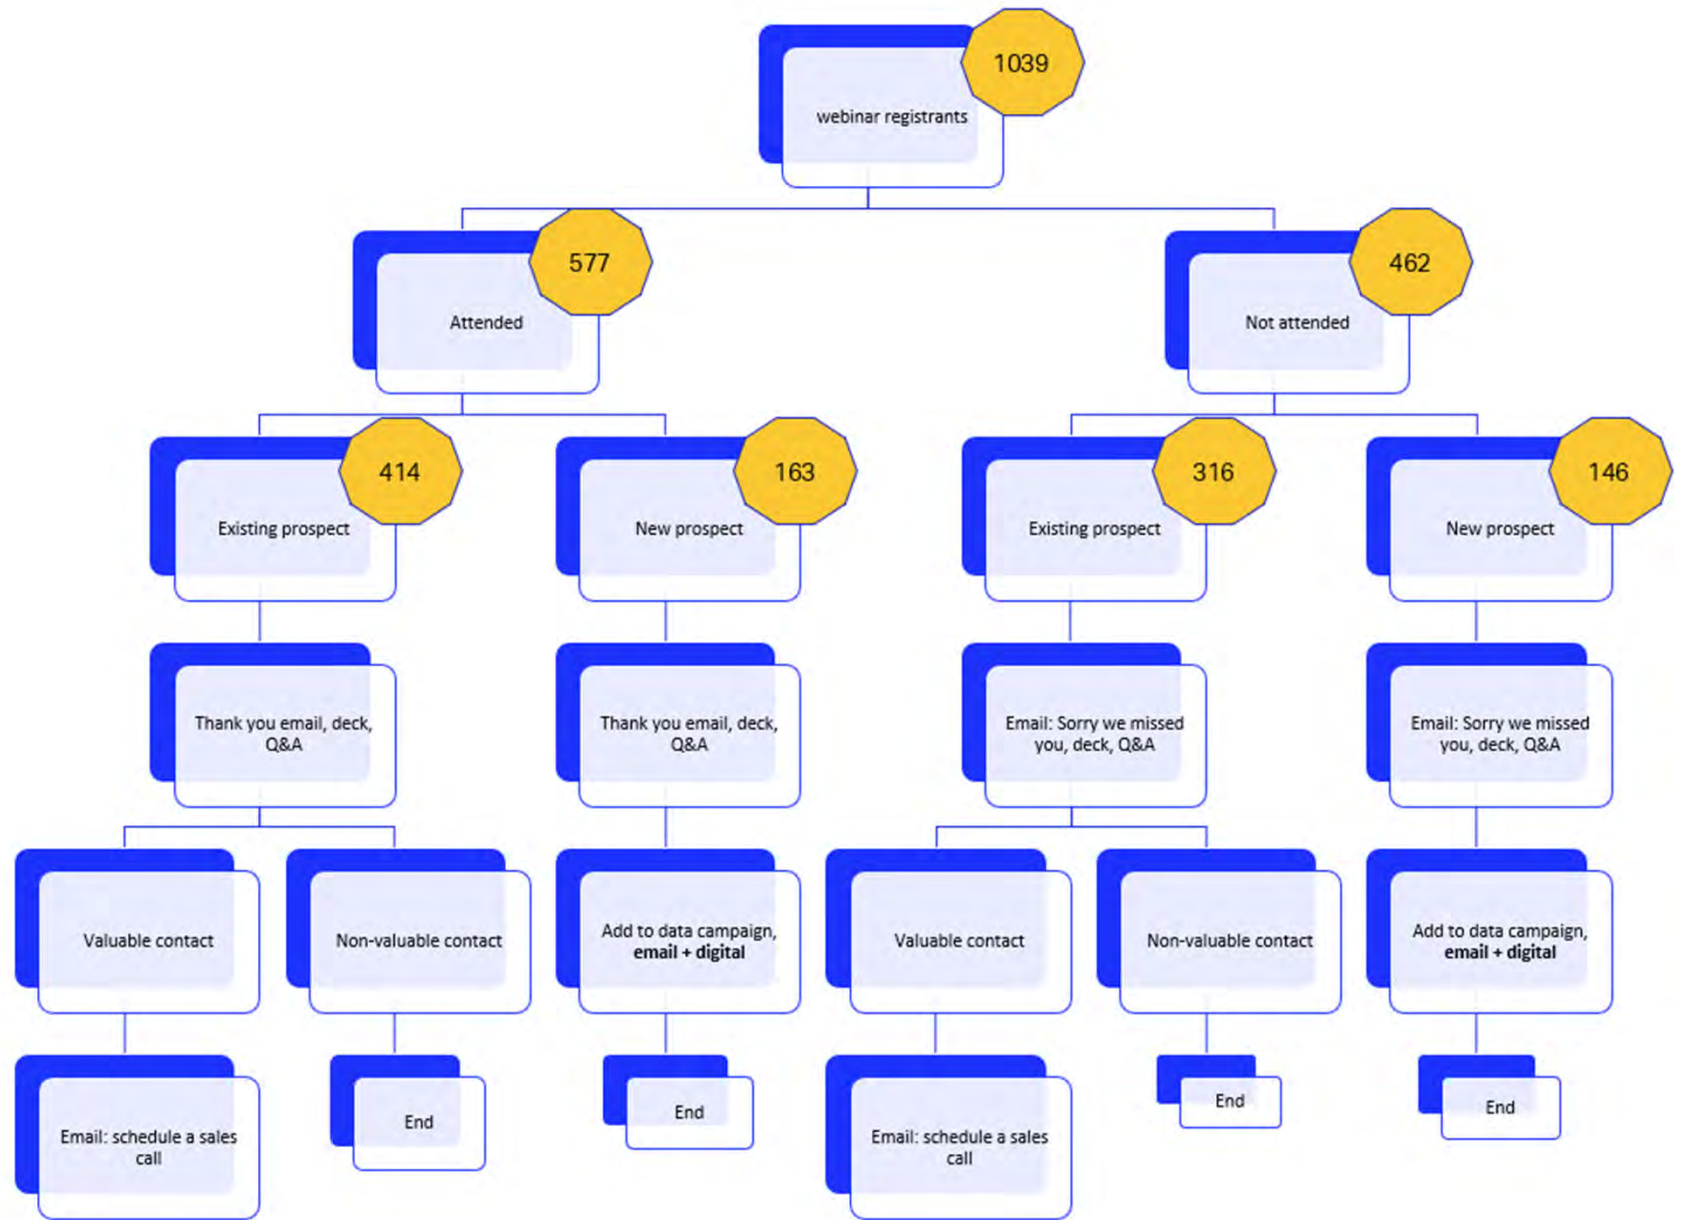 1039
webinar registrants
577
462
Attended
Not attended
414
163
316
146
Existing prospect
New prospect
Existing prospect
New prospect
Thank you email, deck,
Q&A
Thank you email, deck,
Q&A
Email: Sorry we missed
you, deck, Q&A
Email: Sorry we missed
you, deck, Q&A
Valuable contact
Non-valuable contact
Add to data campaign,
email + digital
Valuable contact
Non-valuable contact
Add to data campaign,
email + digital
Email: schedule a sales
call
End
End
Email: schedule a sales
call
End
End